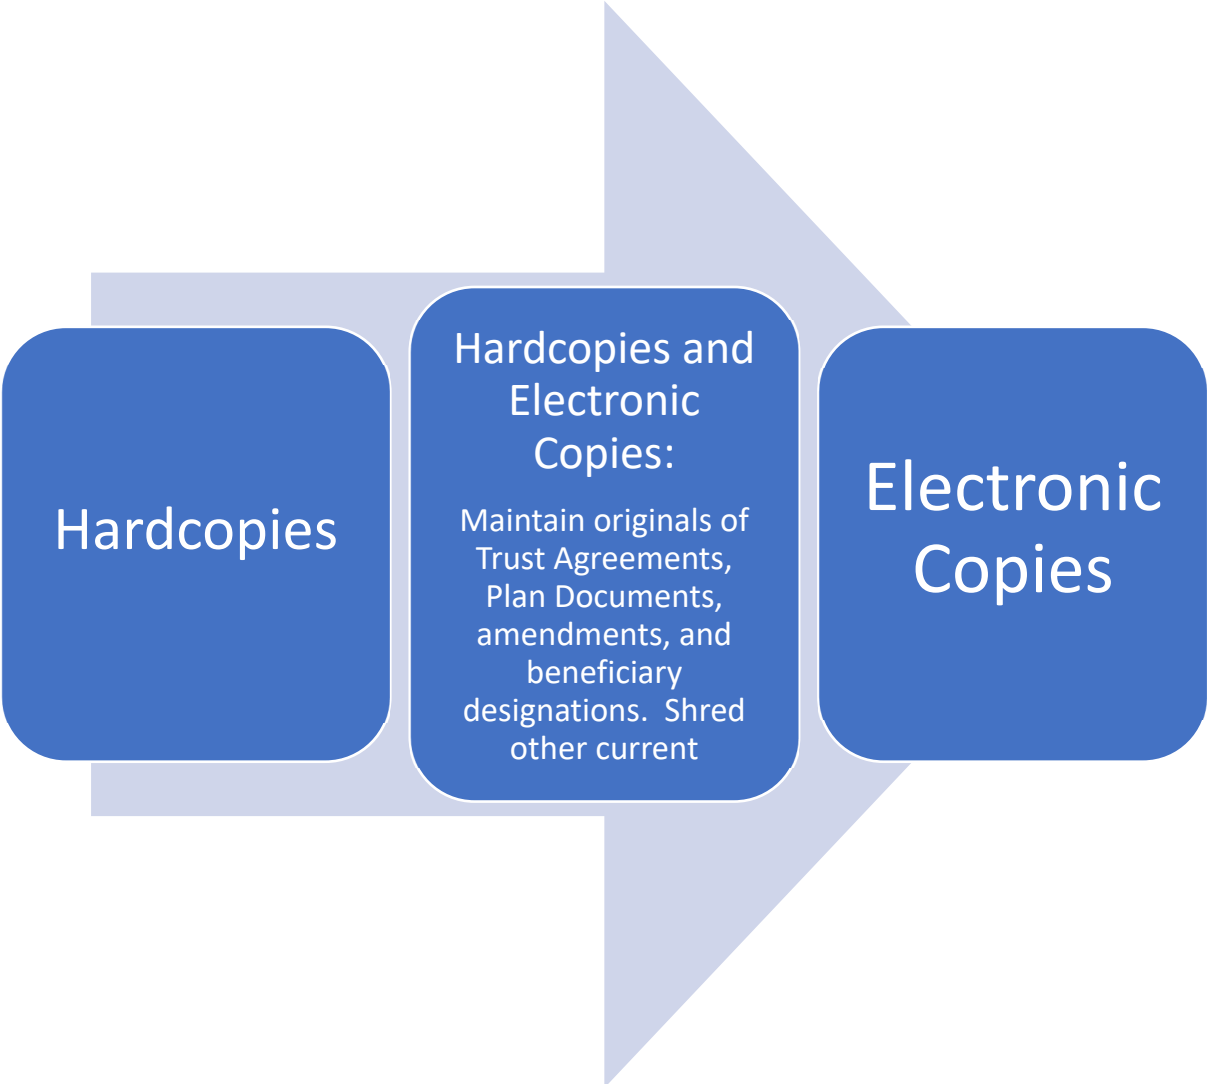 Hardcopies
Hardcopies and
Electronic
Copies:
Maintain originals of
Trust Agreements,
Plan Documents,
amendments, and
beneficiary
designations.  Shred
other current
Electronic
Copies